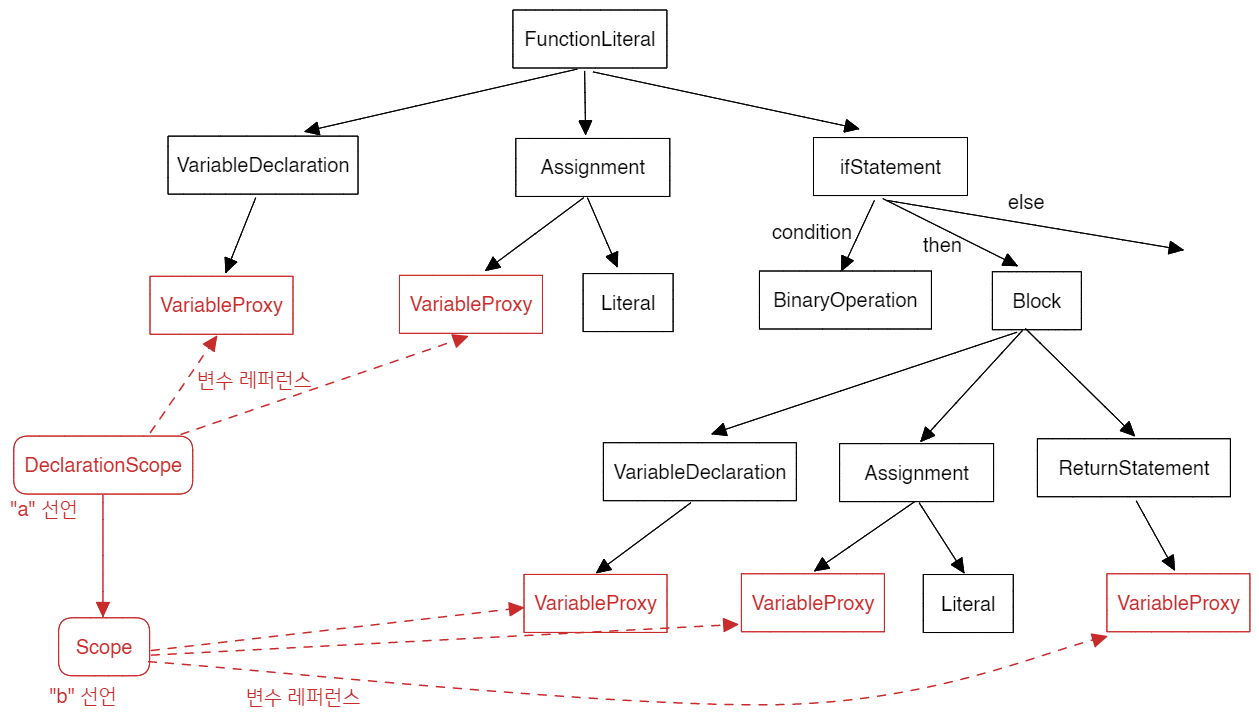 FunctionLiteral
VariableDeclaration
Assignment
ifStatement
else
condition
then
VariableProxy
VariableProxy
Literal
BinaryOperation
Block
변수 레퍼런스
DeclarationScope
"a" 선언
VariableDeclaration
Assignment
ReturnStatement
VariableProxy
VariableProxy
Literal
VariableProxy
Scope
"b" 선언
변수 레퍼런스